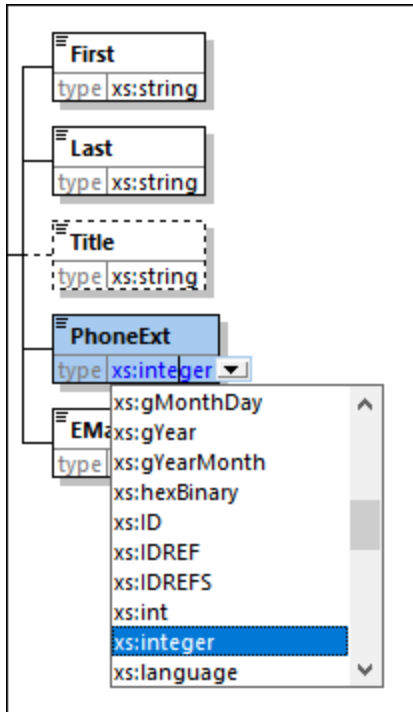 First
type xs:string
Last
type xs:string
Title
type xs:string
PhoneExt
type xs:integer
xs:gMonthDay
xs:gYear
xs:gYearMonth
xs:hexBinary
xs:ID
xs:IDREF
xs:IDREFS
xs:int
xs:integer
xs:language
type